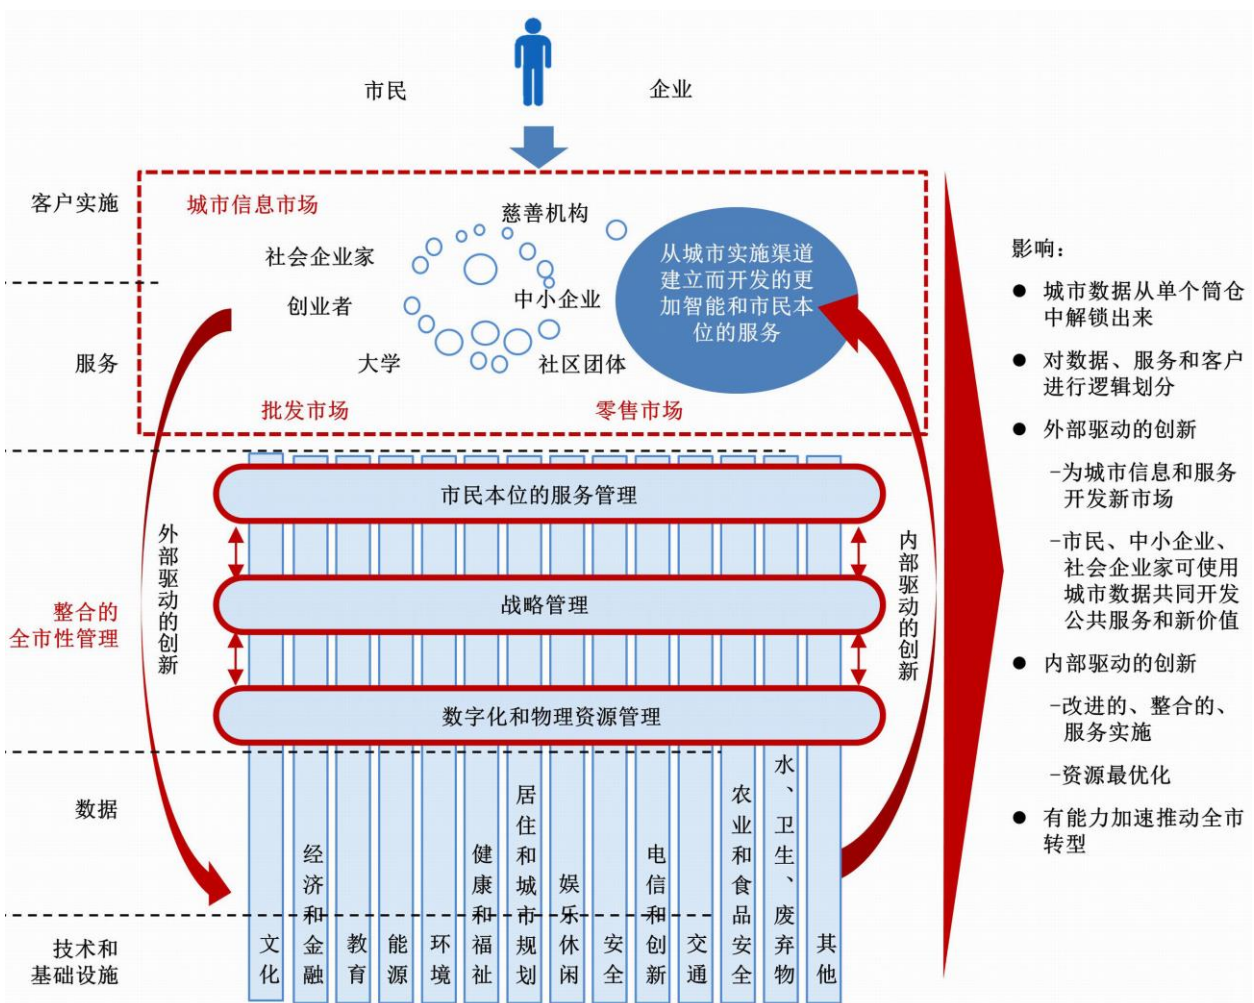 市民
企业
客户实施
城市信息市场
慈善机构
社会企业家
创业者
中小企业
服务
大学
社区团体
批发市场
零售市场
从城市实施渠道
建立而开发的更
加智能和市民本
位的服务
外部驱动的创新
市民本位的服务管理
战略管理
数字化和物理资源管理
内部驱动的创新
整合的
全市性管理
数据
技术和
基础设施
文化
经济和金融
教育
能源
环境
健康和福祉
居住和城市规划
娱乐休闲
安全
电信和创新
交通
农业和食品安全
水、卫生、废弃物
其他
影响：
● 城市数据从单个筒仓
中解锁出来
● 对数据、服务和客户
进行逻辑划分
● 外部驱动的创新
-为城市信息和服务
开发新市场
-市民、中小企业、
社会企业家可使用
城市数据共同开发
公共服务和新价值
● 内部驱动的创新
-改进的、整合的、
服务实施
-资源最优化
● 有能力加速推动全市
转型